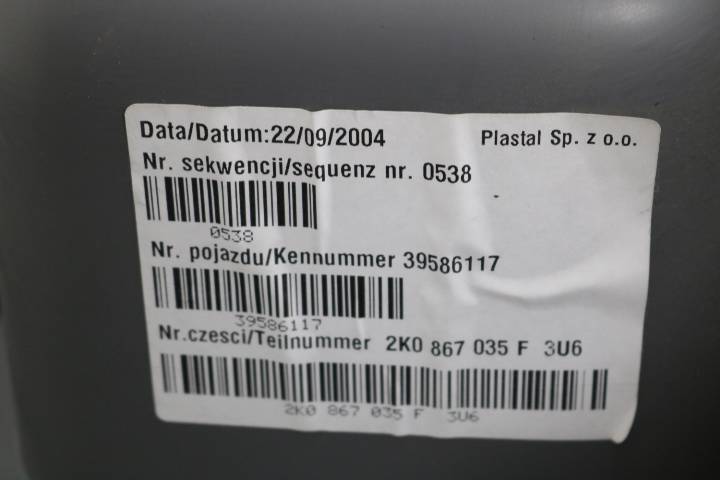 Data/Datum:22/09/2004 Plastal Sp. z o.o.
Nr. sekwencji/sequenz nr. 0538
0538
Nr. pojazdu/Kennummer 39586117
39586117
Nr.czesci/Teilnummer 2K0 867 035 F 3U6
2K0 867 035 F 3U6